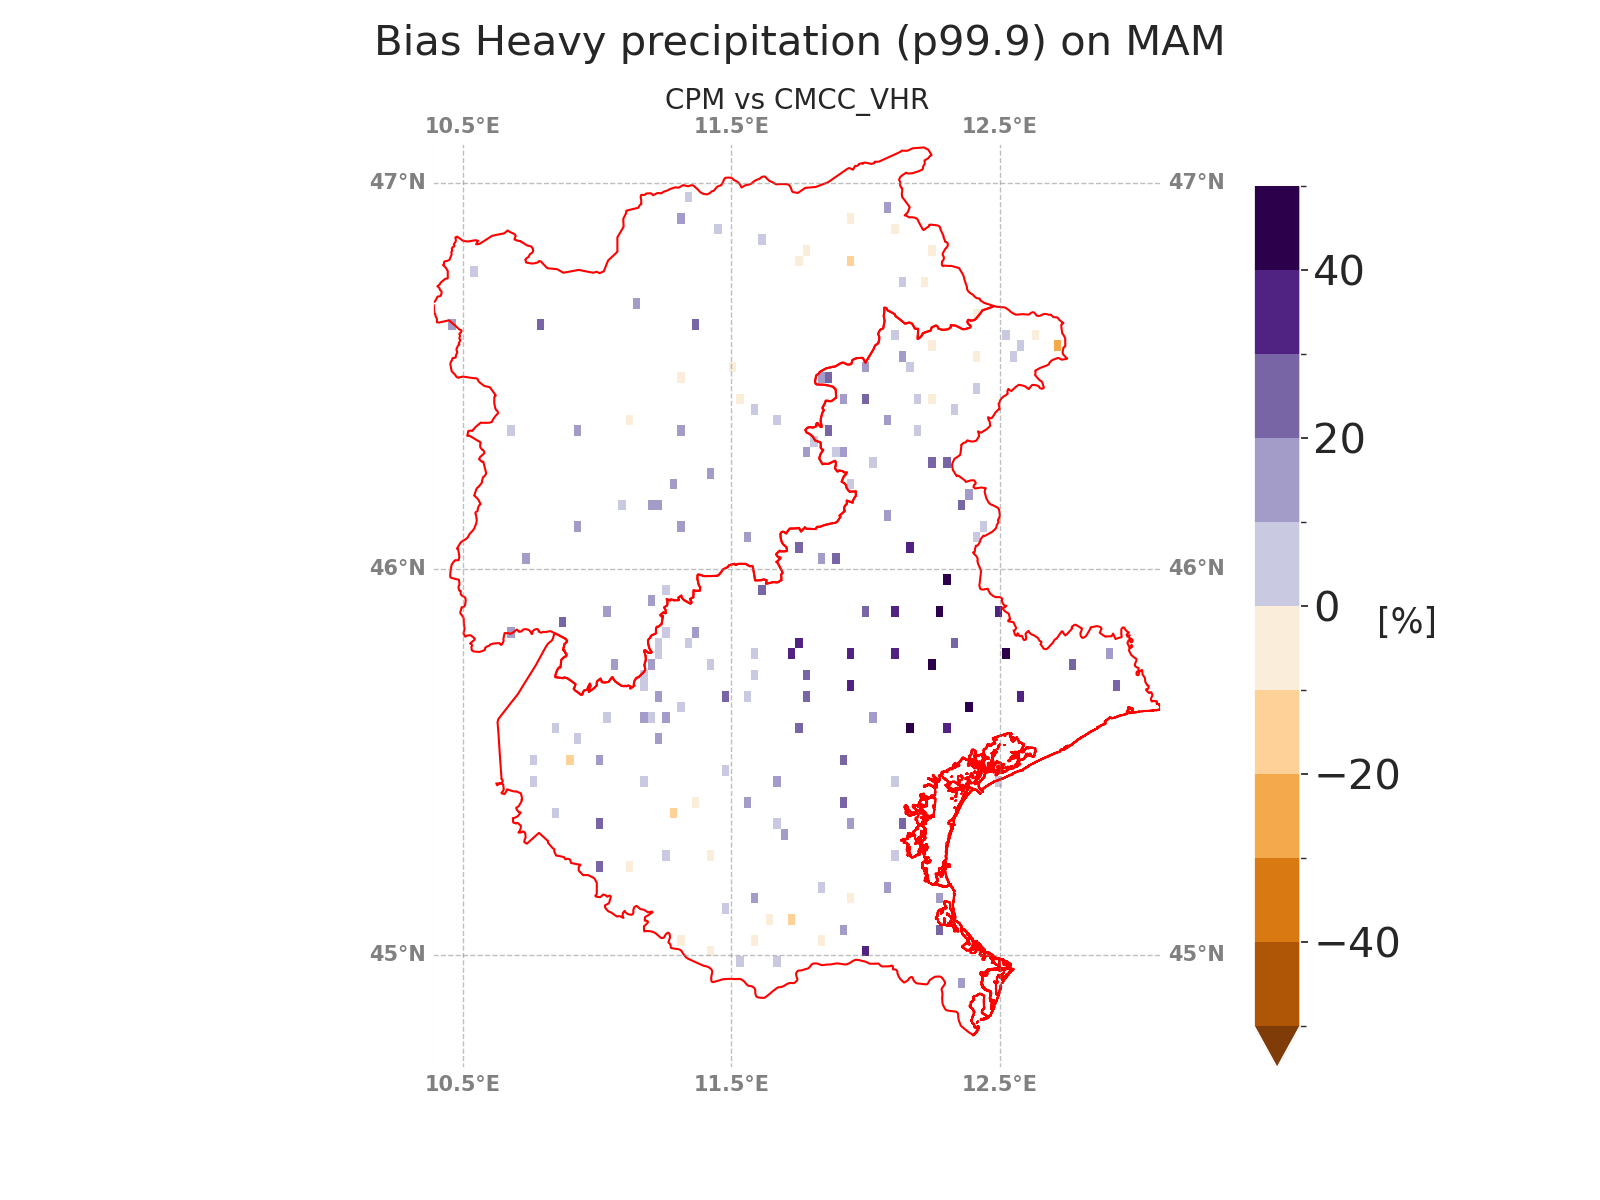 Bias Heavy precipitation (p99.9) on MAM
CPM vs CMCC_VHR
10.5°E 11.5°E 12.5°E
47°N 47°N
40
20
46°N 46°N
0 [%]
−20
−40
45°N 45°N
10.5°E 11.5°E 12.5°E